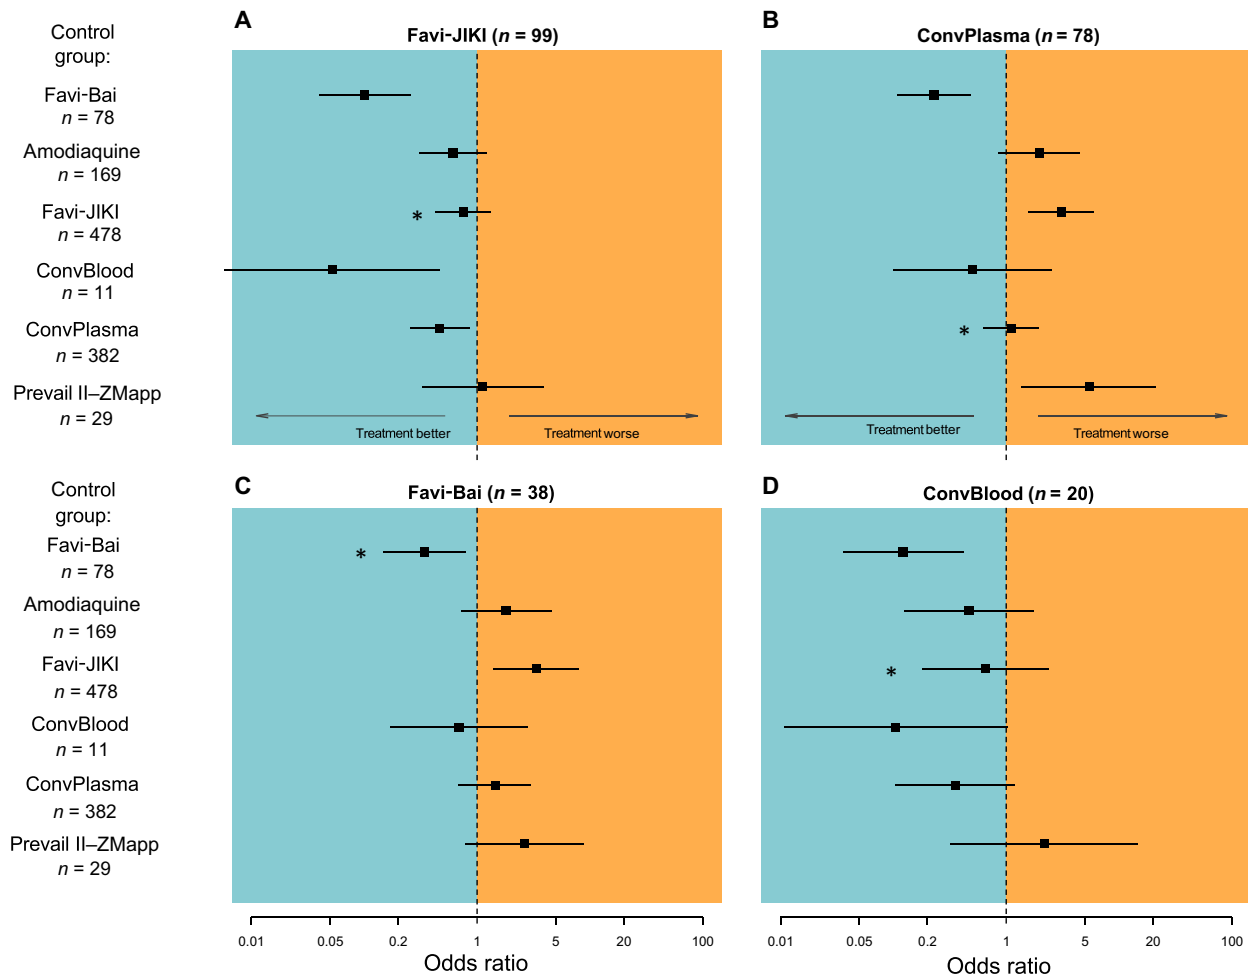 A
B
Control
group:
Favi-JIKI (n = 99)
ConvPlasma (n = 78)
Favi-Bai
n = 78
Amodiaquine
n = 169
Favi-JIKI
n = 478
*
ConvBlood
n = 11
ConvPlasma
n = 382
*
Prevail II–ZMapp
n = 29
Treatment better
Treatment worse
Treatment better
Treatment worse
C
D
Control
group:
Favi-Bai (n = 38)
ConvBlood (n = 20)
Favi-Bai
n = 78
*
Amodiaquine
n = 169
Favi-JIKI
n = 478
*
ConvBlood
n = 11
ConvPlasma
n = 382
Prevail II–ZMapp
n = 29
0.01 0.05 0.2 1 5 20 100
0.01 0.05 0.2 1 5 20 100
Odds ratio
Odds ratio